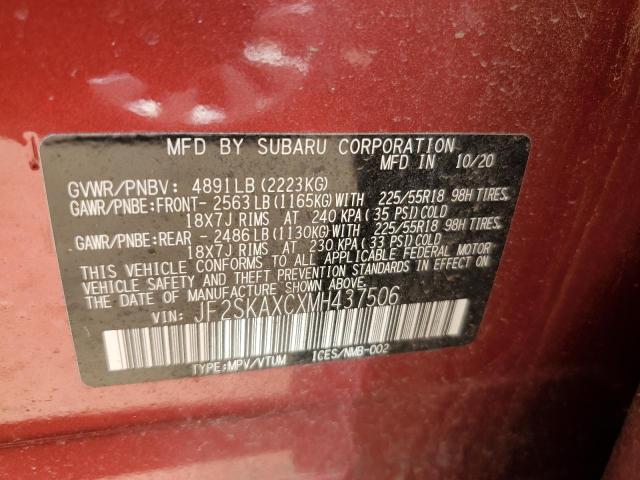 MFD BY SUBARU CORPORATION
MFD IN 10/20
GVWR/PNBV: 4891LB (2223KG)
GAWR/PNBE:FRONT- 2563LB (1165KG)WITH 225/55R18 98H TIRES.
18X7J RIMS AT 240 KPA (35 PSI)COLD
GAWR/PNBE:REAR - 2486LB (1130KG)WITH 225/55R18 98H TIRES.
18X7J RIMS AT 230 KPA (33 PSI)COLD
THIS VEHICLE CONFORMS TO ALL APPLICABLE FEDERAL MOTOR
VEHICLE SAFETY AND THEFT PREVENTION STANDARDS IN EFFECT
ON THE DATE OF MANUFACTURE SHOWN ABOVE.
VIN: JF2SKAXCXMH437506
TYPE:MPV/VTUM ICES/NMB-002